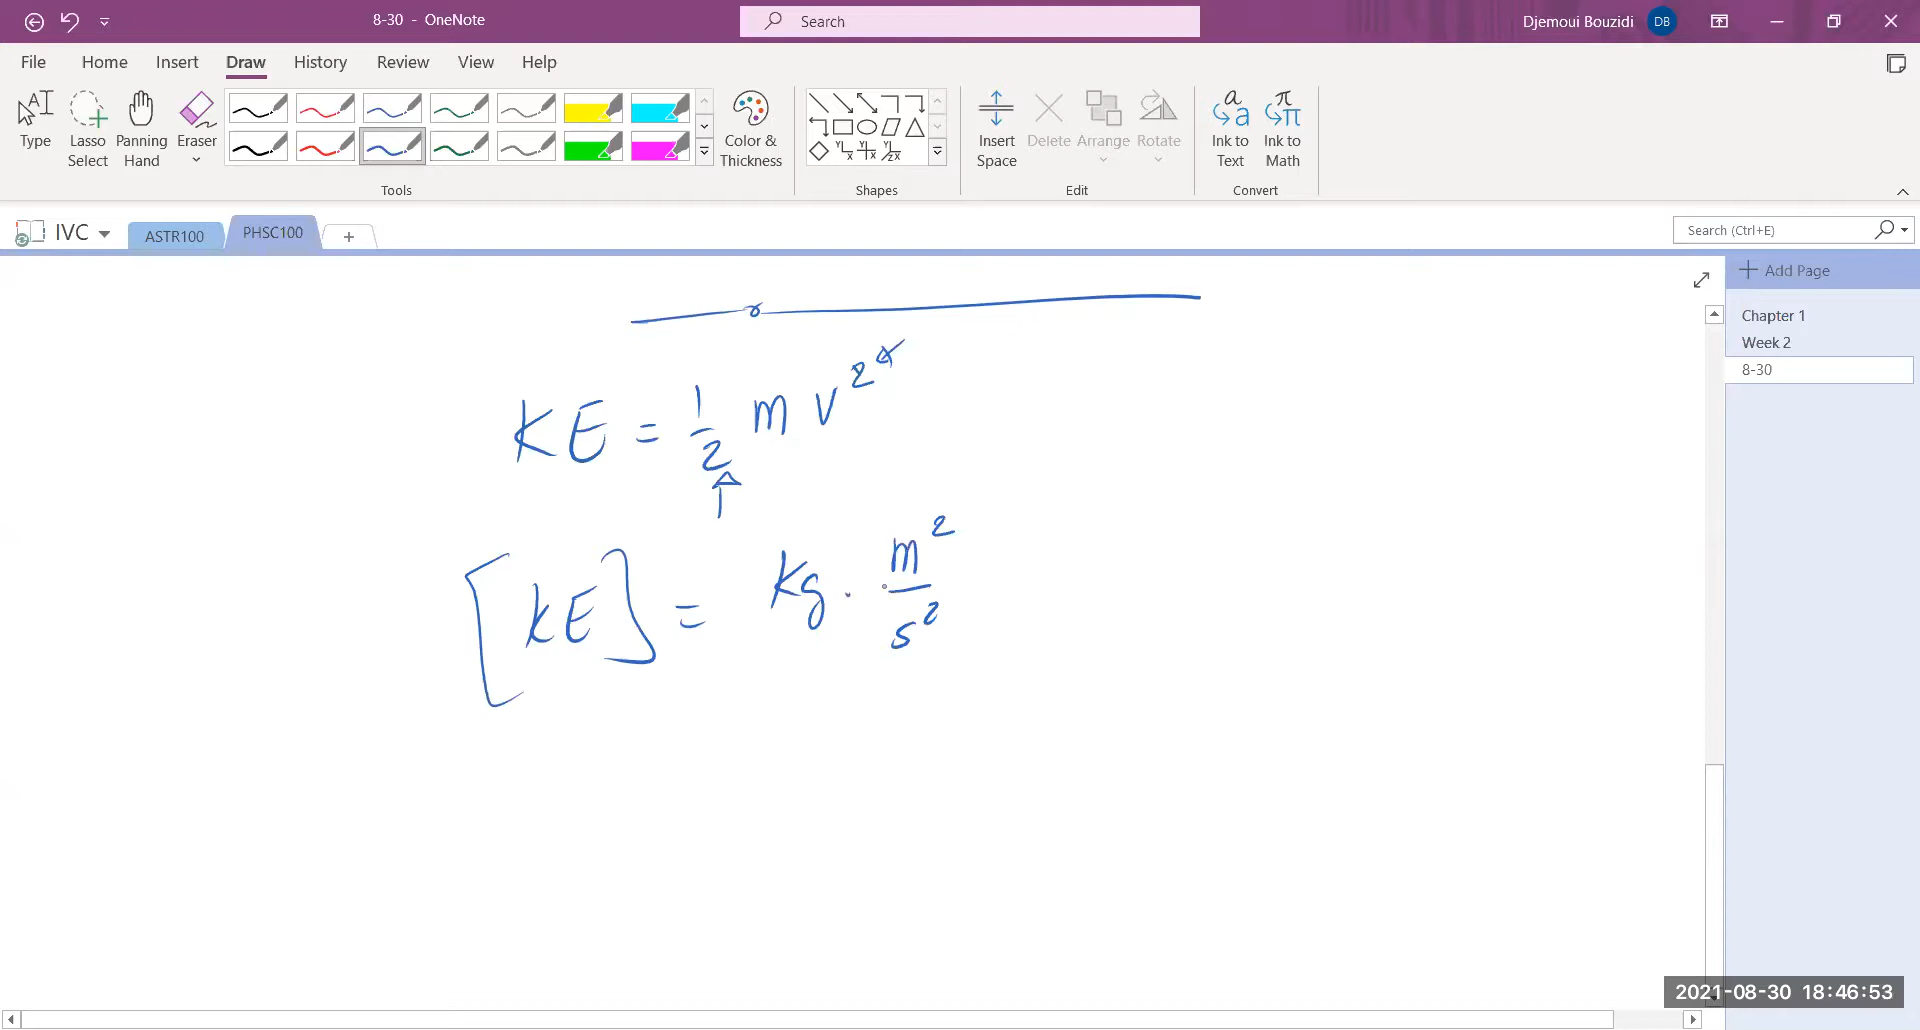 8-30 - OneNote
Search
Djemoui Bouzidi
DB
File Home Insert Draw History Review View Help
Type
Lasso Select
Panning Hand
Eraser
Color & Thickness
Insert Space
Delete
Arrange
Rotate
Ink to Text
Ink to Math
Tools
Shapes
Edit
Convert
IVC
ASTR100
PHSC100
Search (Ctrl+E)
Add Page
Chapter 1
Week 2
8-30
KE = 1/2 m v²
[KE] = Kg · m²/s²
2021-08-30 18:46:53